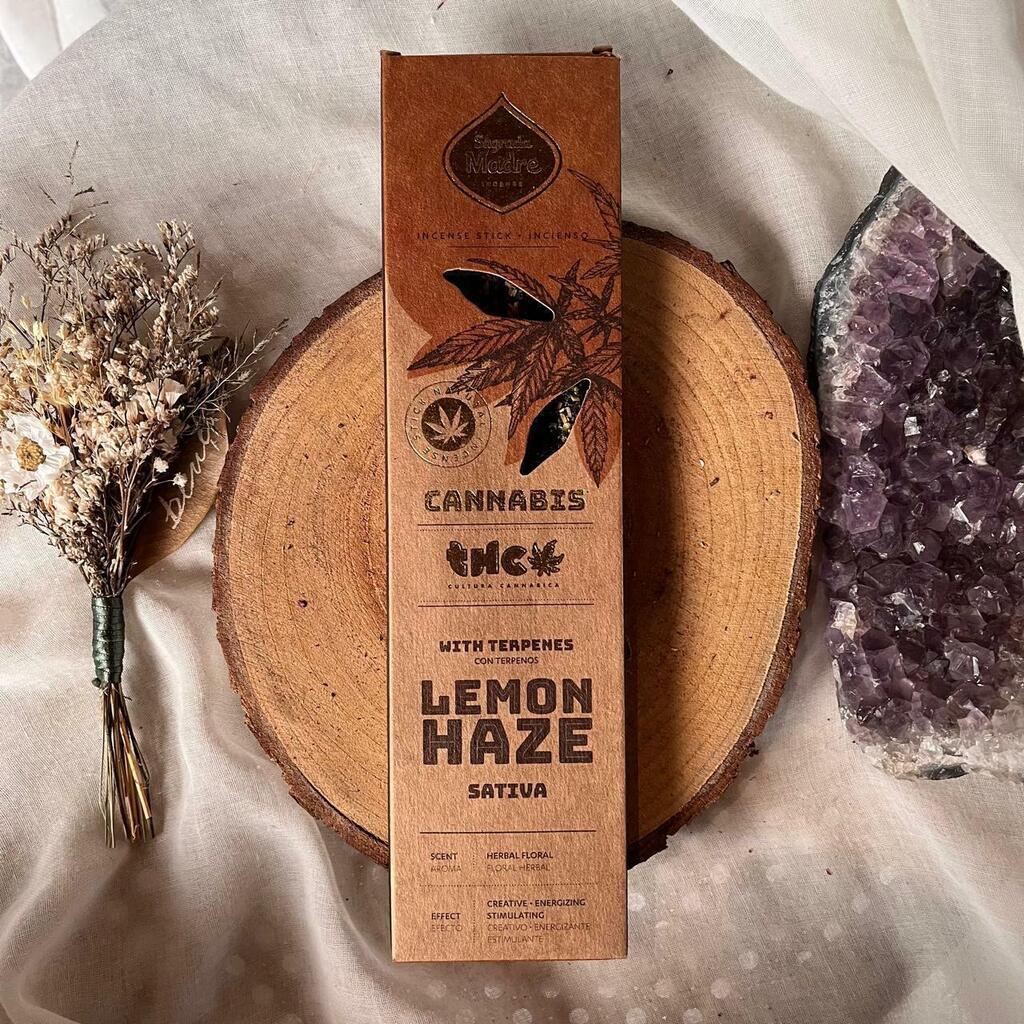 Sagrada
Madre
INCENSE
INCENSE STICK • INCIENSO
CANNABIS
tHC
CULTURA CANNABICA
WITH TERPENES
CON TERPENOS
LEMON
HAZE
SATIVA
SCENT HERBAL FLORAL
AROMA FLORAL HERBAL
EFFECT CREATIVE • ENERGIZING
STIMULATING
EFECTO CREATIVO • ENERGIZANTE
ESTIMULANTE